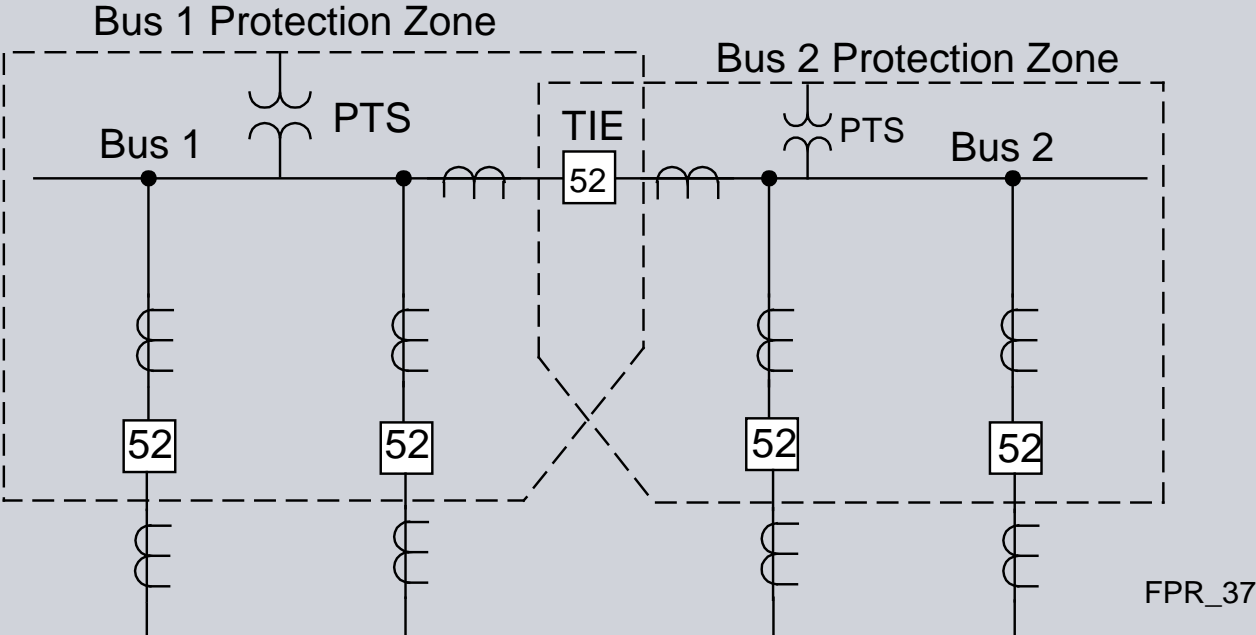 Bus 1 Protection Zone
Bus 2 Protection Zone
PTS
TIE
PTS
Bus 1
Bus 2
52
52
52
52
52
FPR_37